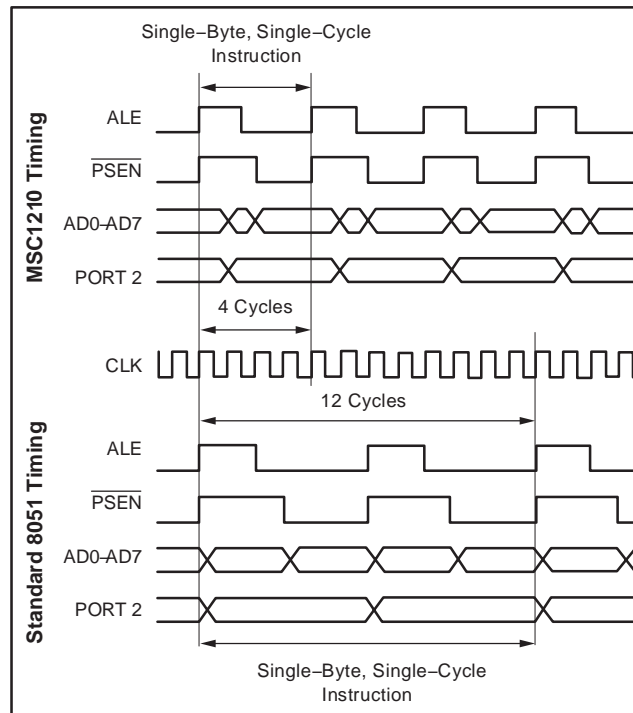 Single–Byte, Single–Cycle
Instruction
MSC1210 Timing
ALE
PSEN
AD0-AD7
PORT 2
4 Cycles
CLK
12 Cycles
Standard 8051 Timing
ALE
PSEN
AD0-AD7
PORT 2
Single–Byte, Single–Cycle
Instruction